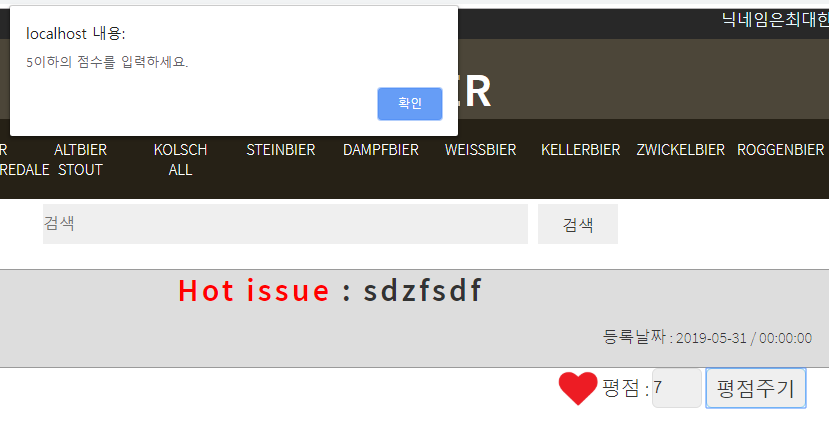 localhost 내용:
5이하의 점수를 입력하세요.
확인
닉네임은최대한
ER
R ALTBIER KOLSCH STEINBIER DAMPFBIER WEISSBIER KELLERBIER ZWICKELBIER ROGGENBIER
REDALE STOUT ALL
검색 검색
Hot issue : sdzfsdf
등록날짜 : 2019-05-31 / 00:00:00
평점 : 7 평점주기